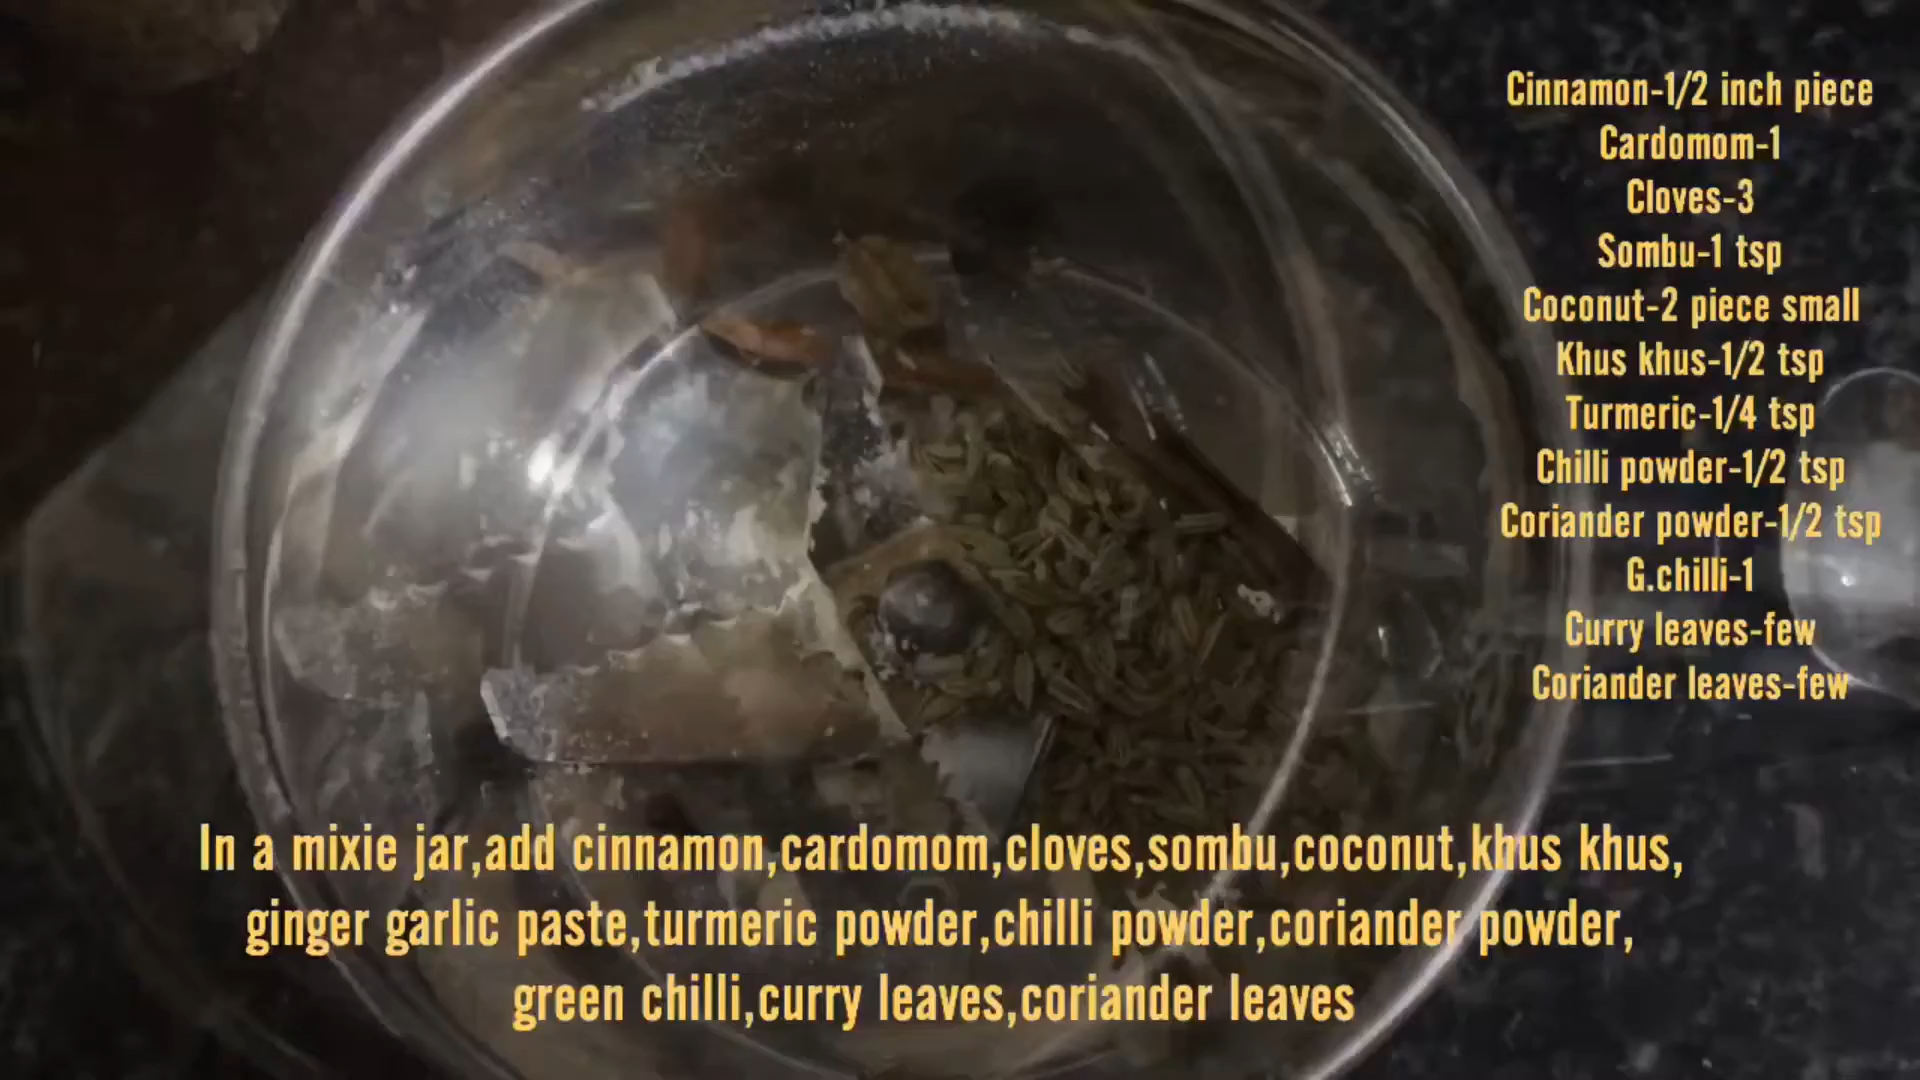 Cinnamon-1/2 inch piece
Cardomom-1
Cloves-3
Sombu-1 tsp
Coconut-2 piece small
Khus khus-1/2 tsp
Turmeric-1/4 tsp
Chilli powder-1/2 tsp
Coriander powder-1/2 tsp
G.chilli-1
Curry leaves-few
Coriander leaves-few
In a mixie jar,add cinnamon,cardomom,cloves,sombu,coconut,khus khus,
ginger garlic paste,turmeric powder,chilli powder,coriander powder,
green chilli,curry leaves,coriander leaves